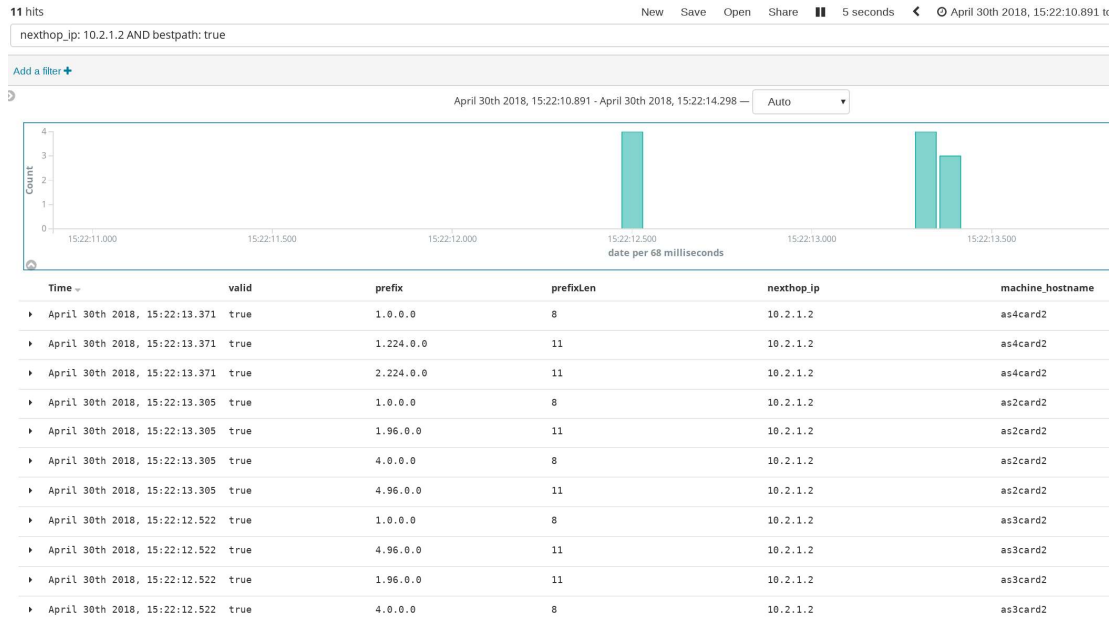 11 hits
New Save Open Share 5 seconds April 30th 2018, 15:22:10.891 to
nexthop_ip: 10.2.1.2 AND bestpath: true
Add a filter +
April 30th 2018, 15:22:10.891 - April 30th 2018, 15:22:14.298 — Auto
4
3
2
1
0
Count
15:22:11.000 15:22:11.500 15:22:12.000 15:22:12.500 15:22:13.000 15:22:13.500
date per 68 milliseconds
Time valid prefix prefixLen nexthop_ip machine_hostname
April 30th 2018, 15:22:13.371 true 1.0.0.0 8 10.2.1.2 as4card2
April 30th 2018, 15:22:13.371 true 1.224.0.0 11 10.2.1.2 as4card2
April 30th 2018, 15:22:13.371 true 2.224.0.0 11 10.2.1.2 as4card2
April 30th 2018, 15:22:13.305 true 1.0.0.0 8 10.2.1.2 as2card2
April 30th 2018, 15:22:13.305 true 1.96.0.0 11 10.2.1.2 as2card2
April 30th 2018, 15:22:13.305 true 4.0.0.0 8 10.2.1.2 as2card2
April 30th 2018, 15:22:13.305 true 4.96.0.0 11 10.2.1.2 as2card2
April 30th 2018, 15:22:12.522 true 1.0.0.0 8 10.2.1.2 as3card2
April 30th 2018, 15:22:12.522 true 4.96.0.0 11 10.2.1.2 as3card2
April 30th 2018, 15:22:12.522 true 1.96.0.0 11 10.2.1.2 as3card2
April 30th 2018, 15:22:12.522 true 4.0.0.0 8 10.2.1.2 as3card2